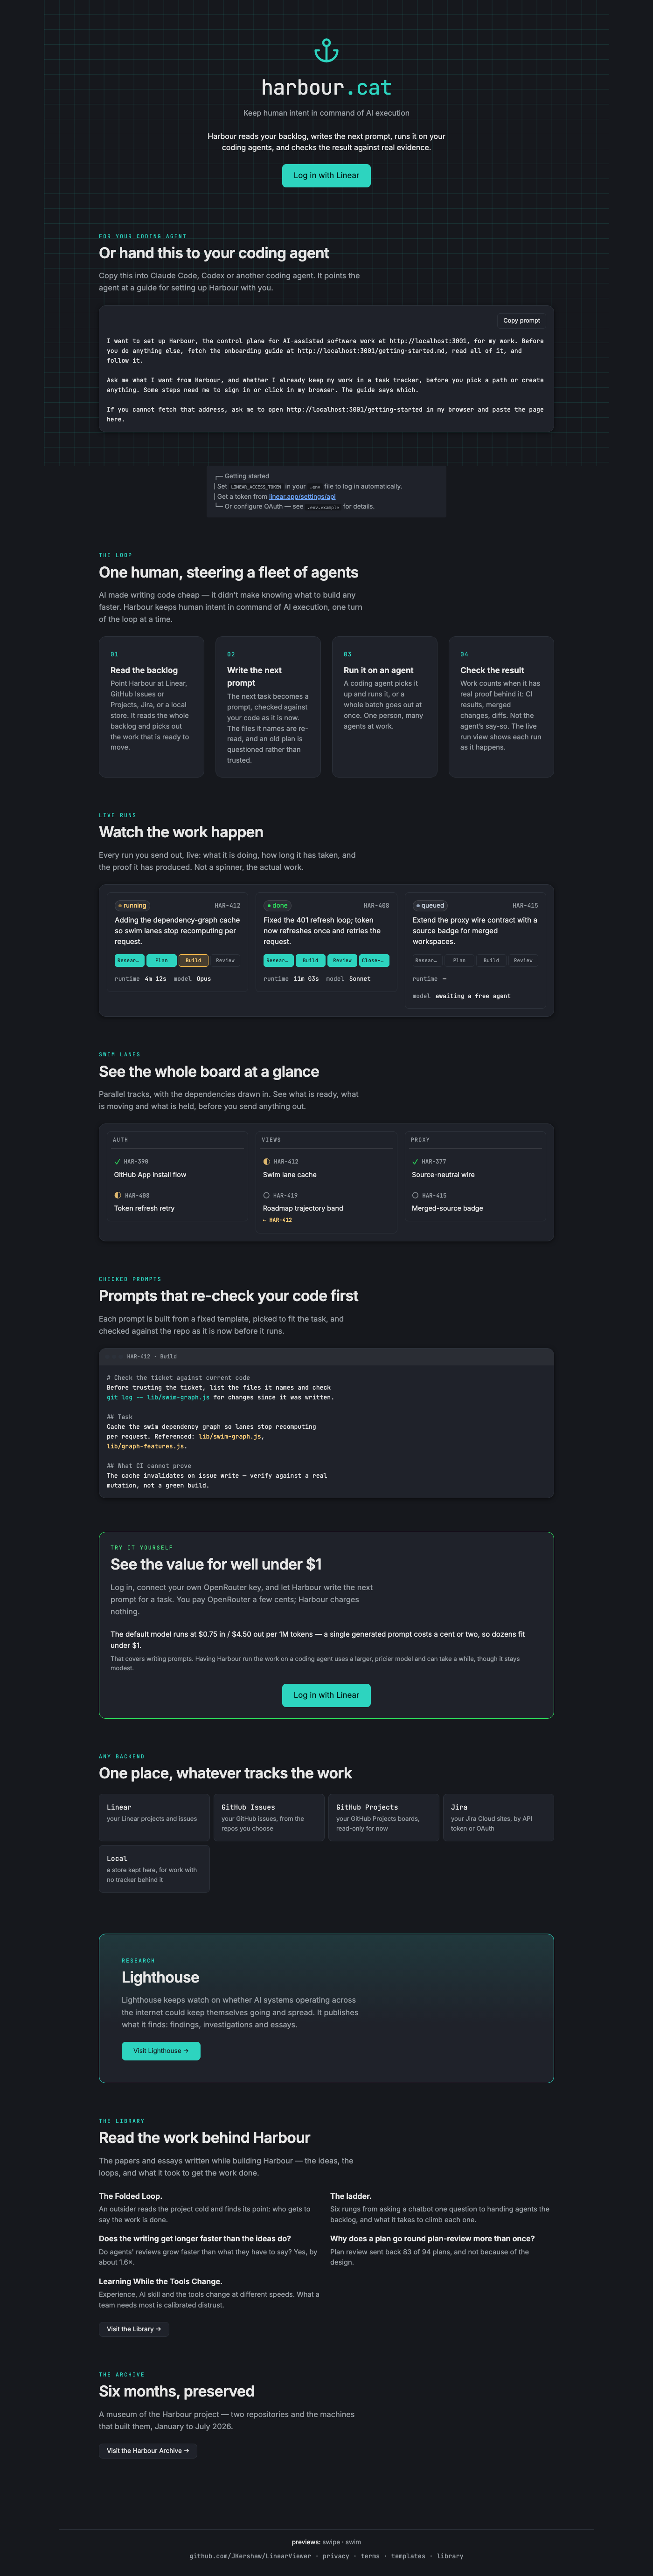 harbour.cat
Keep human intent in command of AI execution
Harbour reads your backlog, writes the next prompt, runs it on your
coding agents, and checks the result against real evidence.
Log in with Linear
FOR YOUR CODING AGENT
Or hand this to your coding agent
Copy this into Claude Code, Codex or another coding agent. It points the
agent at a guide for setting up Harbour with you.
Copy prompt
I want to set up Harbour, the control plane for AI-assisted software work at http://localhost:3001, for my work. Before
you do anything else, fetch the onboarding guide at http://localhost:3001/getting-started.md, read all of it, and
follow it.
Ask me what I want from Harbour, and whether I already keep my work in a task tracker, before you pick a path or create
anything. Some steps need me to sign in or click in my browser. The guide says which.
If you cannot fetch that address, ask me to open http://localhost:3001/getting-started in my browser and paste the page
here.
┌─ Getting started
│ Set LINEAR_ACCESS_TOKEN in your .env file to log in automatically.
│ Get a token from linear.app/settings/api
└─ Or configure OAuth — see .env.example for details.
THE LOOP
One human, steering a fleet of agents
AI made writing code cheap — it didn't make knowing what to build any
faster. Harbour keeps human intent in command of AI execution, one turn
of the loop at a time.
01
Read the backlog
Point Harbour at Linear,
GitHub Issues or
Projects, Jira, or a local
store. It reads the whole
backlog and picks out
the work that is ready to
move.
02
Write the next
prompt
The next task becomes a
prompt, checked against
your code as it is now.
The files it names are re-
read, and an old plan is
questioned rather than
trusted.
03
Run it on an agent
A coding agent picks it
up and runs it, or a
whole batch goes out at
once. One person, many
agents at work.
04
Check the result
Work counts when it has
real proof behind it: CI
results, merged
changes, diffs. Not the
agent's say-so. The live
run view shows each run
as it happens.
LIVE RUNS
Watch the work happen
Every run you send out, live: what it is doing, how long it has taken, and
the proof it has produced. Not a spinner, the actual work.
running HAR-412
Adding the dependency-graph cache
so swim lanes stop recomputing per
request.
Resear… Plan Build Review
runtime 4m 12s model Opus
done HAR-408
Fixed the 401 refresh loop; token
now refreshes once and retries the
request.
Resear… Build Review Close-…
runtime 11m 03s model Sonnet
queued HAR-415
Extend the proxy wire contract with a
source badge for merged
workspaces.
Resear… Plan Build Review
runtime —
model awaiting a free agent
SWIM LANES
See the whole board at a glance
Parallel tracks, with the dependencies drawn in. See what is ready, what
is moving and what is held, before you send anything out.
AUTH
HAR-390
GitHub App install flow
HAR-408
Token refresh retry
VIEWS
HAR-412
Swim lane cache
HAR-419
Roadmap trajectory band
← HAR-412
PROXY
HAR-377
Source-neutral wire
HAR-415
Merged-source badge
CHECKED PROMPTS
Prompts that re-check your code first
Each prompt is built from a fixed template, picked to fit the task, and
checked against the repo as it is now before it runs.
HAR-412 · Build
# Check the ticket against current code
Before trusting the ticket, list the files it names and check
git log -- lib/swim-graph.js for changes since it was written.
## Task
Cache the swim dependency graph so lanes stop recomputing
per request. Referenced: lib/swim-graph.js,
lib/graph-features.js.
## What CI cannot prove
The cache invalidates on issue write — verify against a real
mutation, not a green build.
TRY IT YOURSELF
See the value for well under $1
Log in, connect your own OpenRouter key, and let Harbour write the next
prompt for a task. You pay OpenRouter a few cents; Harbour charges
nothing.
The default model runs at $0.75 in / $4.50 out per 1M tokens — a single generated prompt costs a cent or two, so dozens fit
under $1.
That covers writing prompts. Having Harbour run the work on a coding agent uses a larger, pricier model and can take a while, though it stays
modest.
Log in with Linear
ANY BACKEND
One place, whatever tracks the work
Linear
your Linear projects and issues
GitHub Issues
your GitHub issues, from the
repos you choose
GitHub Projects
your GitHub Projects boards,
read-only for now
Jira
your Jira Cloud sites, by API
token or OAuth
Local
a store kept here, for work with
no tracker behind it
RESEARCH
Lighthouse
Lighthouse keeps watch on whether AI systems operating across
the internet could keep themselves going and spread. It publishes
what it finds: findings, investigations and essays.
Visit Lighthouse →
THE LIBRARY
Read the work behind Harbour
The papers and essays written while building Harbour — the ideas, the
loops, and what it took to get the work done.
The Folded Loop.
An outsider reads the project cold and finds its point: who gets to
say the work is done.
The ladder.
Six rungs from asking a chatbot one question to handing agents the
backlog, and what it takes to climb each one.
Does the writing get longer faster than the ideas do?
Do agents' reviews grow faster than what they have to say? Yes, by
about 1.6×.
Why does a plan go round plan-review more than once?
Plan review sent back 83 of 94 plans, and not because of the
design.
Learning While the Tools Change.
Experience, AI skill and the tools change at different speeds. What a
team needs most is calibrated distrust.
Visit the Library →
THE ARCHIVE
Six months, preserved
A museum of the Harbour project — two repositories and the machines
that built them, January to July 2026.
Visit the Harbour Archive →
previews: swipe · swim
github.com/JKershaw/LinearViewer · privacy · terms · templates · library